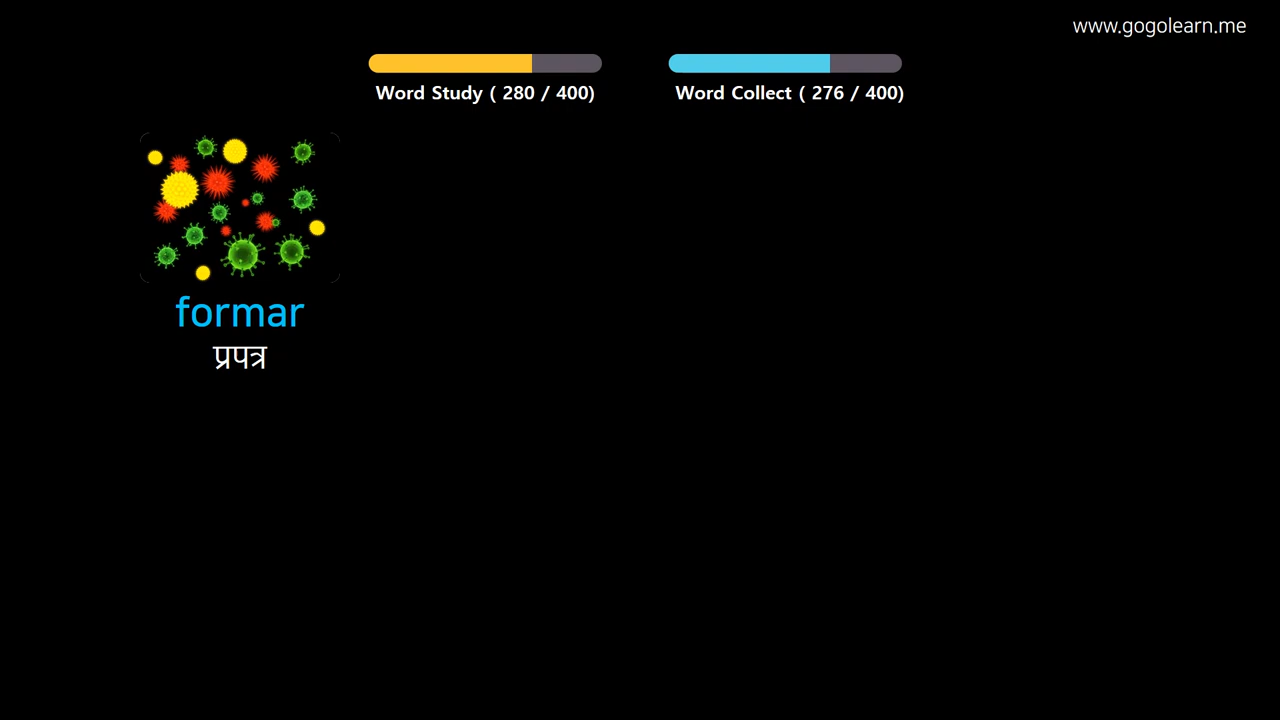 www.gogolearn.me
Word Study ( 280 / 400)
Word Collect ( 276 / 400)
formar
प्रपत्र